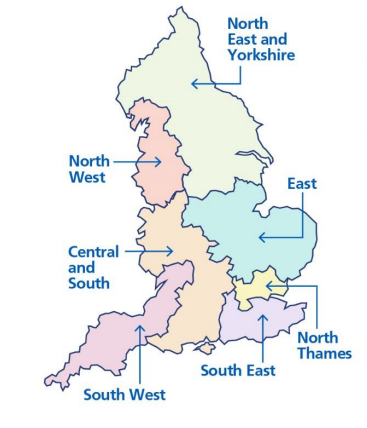 North
East and
Yorkshire
North
West
East
Central
and
South
North
Thames
South East
South West